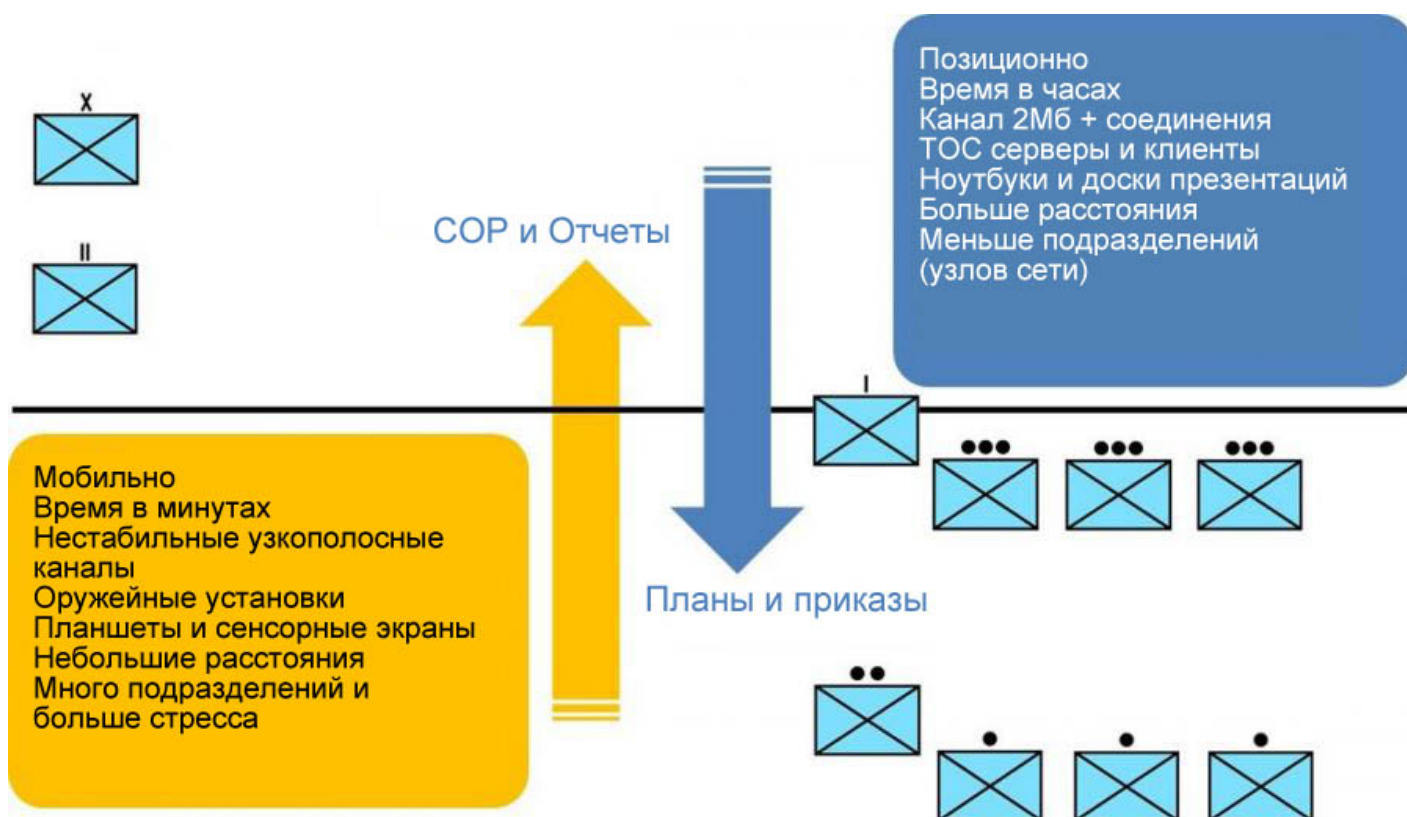 Позиционно
Время в часах
Канал 2Мб + соединения
ТОС серверы и клиенты
Ноутбуки и доски презентаций
Больше расстояния
Меньше подразделений
(узлов сети)
X
II
СОР и Отчеты
I
Мобильно
Время в минутах
Нестабильные узкополосные
каналы
Оружейные установки
Планшеты и сенсорные экраны
Небольшие расстояния
Много подразделений и
больше стресса
Планы и приказы